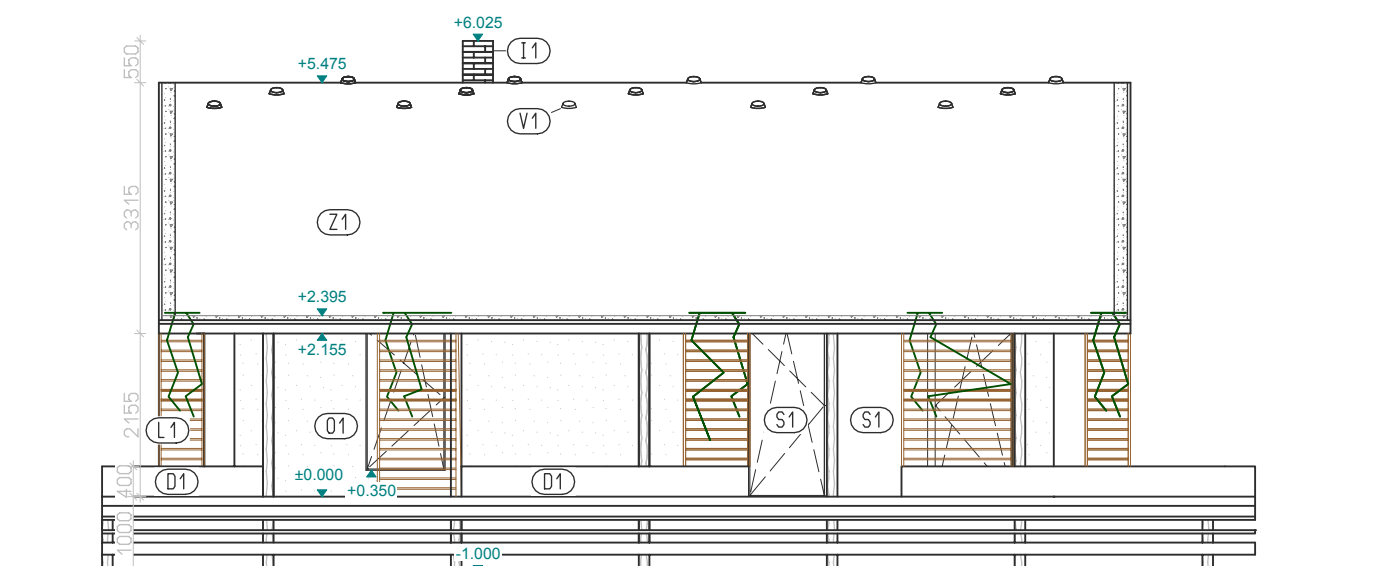 +6.025
I1
550
+5.475
V1
3315
Z1
+2.395
+2.155
2155
L1
O1
S1
S1
400
D1
±0.000
+0.350
D1
1000
-1.000